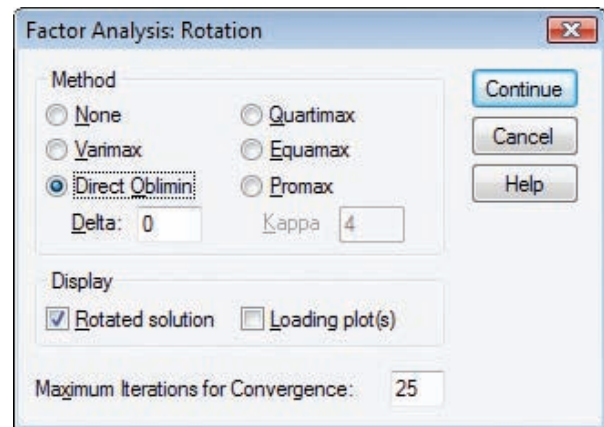 Factor Analysis: Rotation
Method
None
Quartimax
Varimax
Equamax
Direct Oblimin
Promax
Delta: 0
Kappa 4
Display
Rotated solution
Loading plot(s)
Maximum Iterations for Convergence: 25
Continue
Cancel
Help